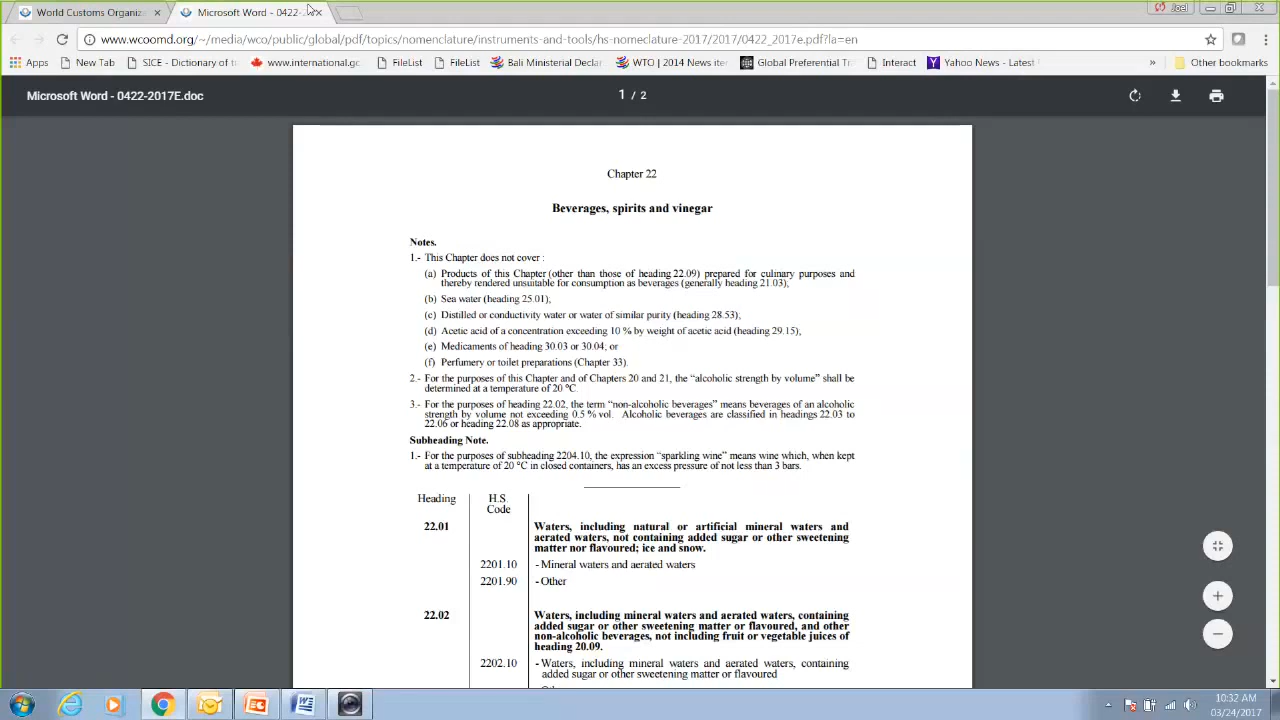 World Customs Organiz
Microsoft Word - 0422-2
Joel
www.wcoomd.org/~/media/wco/public/global/pdf/topics/nomenclature/instruments-and-tools/hs-nomeclature-2017/2017/0422_2017e.pdf?la=en
Apps New Tab SICE - Dictionary of t www.international.gc FileList FileList Bali Ministerial Declar WTO | 2014 News iter Global Preferential Tr Interact Yahoo News - Latest » Other bookmarks
Microsoft Word - 0422-2017E.doc
1 / 2
Chapter 22
Beverages, spirits and vinegar
Notes.
1.- This Chapter does not cover :
(a) Products of this Chapter (other than those of heading 22.09) prepared for culinary purposes and
thereby rendered unsuitable for consumption as beverages (generally heading 21.03);
(b) Sea water (heading 25.01);
(c) Distilled or conductivity water or water of similar purity (heading 28.53);
(d) Acetic acid of a concentration exceeding 10 % by weight of acetic acid (heading 29.15);
(e) Medicaments of heading 30.03 or 30.04; or
(f) Perfumery or toilet preparations (Chapter 33).
2.- For the purposes of this Chapter and of Chapters 20 and 21, the “alcoholic strength by volume” shall be
determined at a temperature of 20 °C.
3.- For the purposes of heading 22.02, the term “non-alcoholic beverages” means beverages of an alcoholic
strength by volume not exceeding 0.5 % vol. Alcoholic beverages are classified in headings 22.03 to
22.06 or heading 22.08 as appropriate.
Subheading Note.
1.- For the purposes of subheading 2204.10, the expression “sparkling wine” means wine which, when kept
at a temperature of 20 °C in closed containers, has an excess pressure of not less than 3 bars.
Heading H.S.
Code
22.01 Waters, including natural or artificial mineral waters and
aerated waters, not containing added sugar or other sweetening
matter nor flavoured; ice and snow.
2201.10 - Mineral waters and aerated waters
2201.90 - Other
22.02 Waters, including mineral waters and aerated waters, containing
added sugar or other sweetening matter or flavoured, and other
non-alcoholic beverages, not including fruit or vegetable juices of
heading 20.09.
2202.10 - Waters, including mineral waters and aerated waters, containing
added sugar or other sweetening matter or flavoured
10:32 AM
03/24/2017